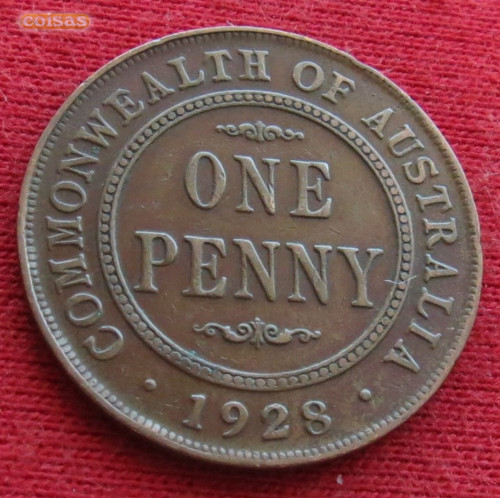 coisas
COMMONWEALTH OF AUSTRALIA
ONE
PENNY
· 1928 ·